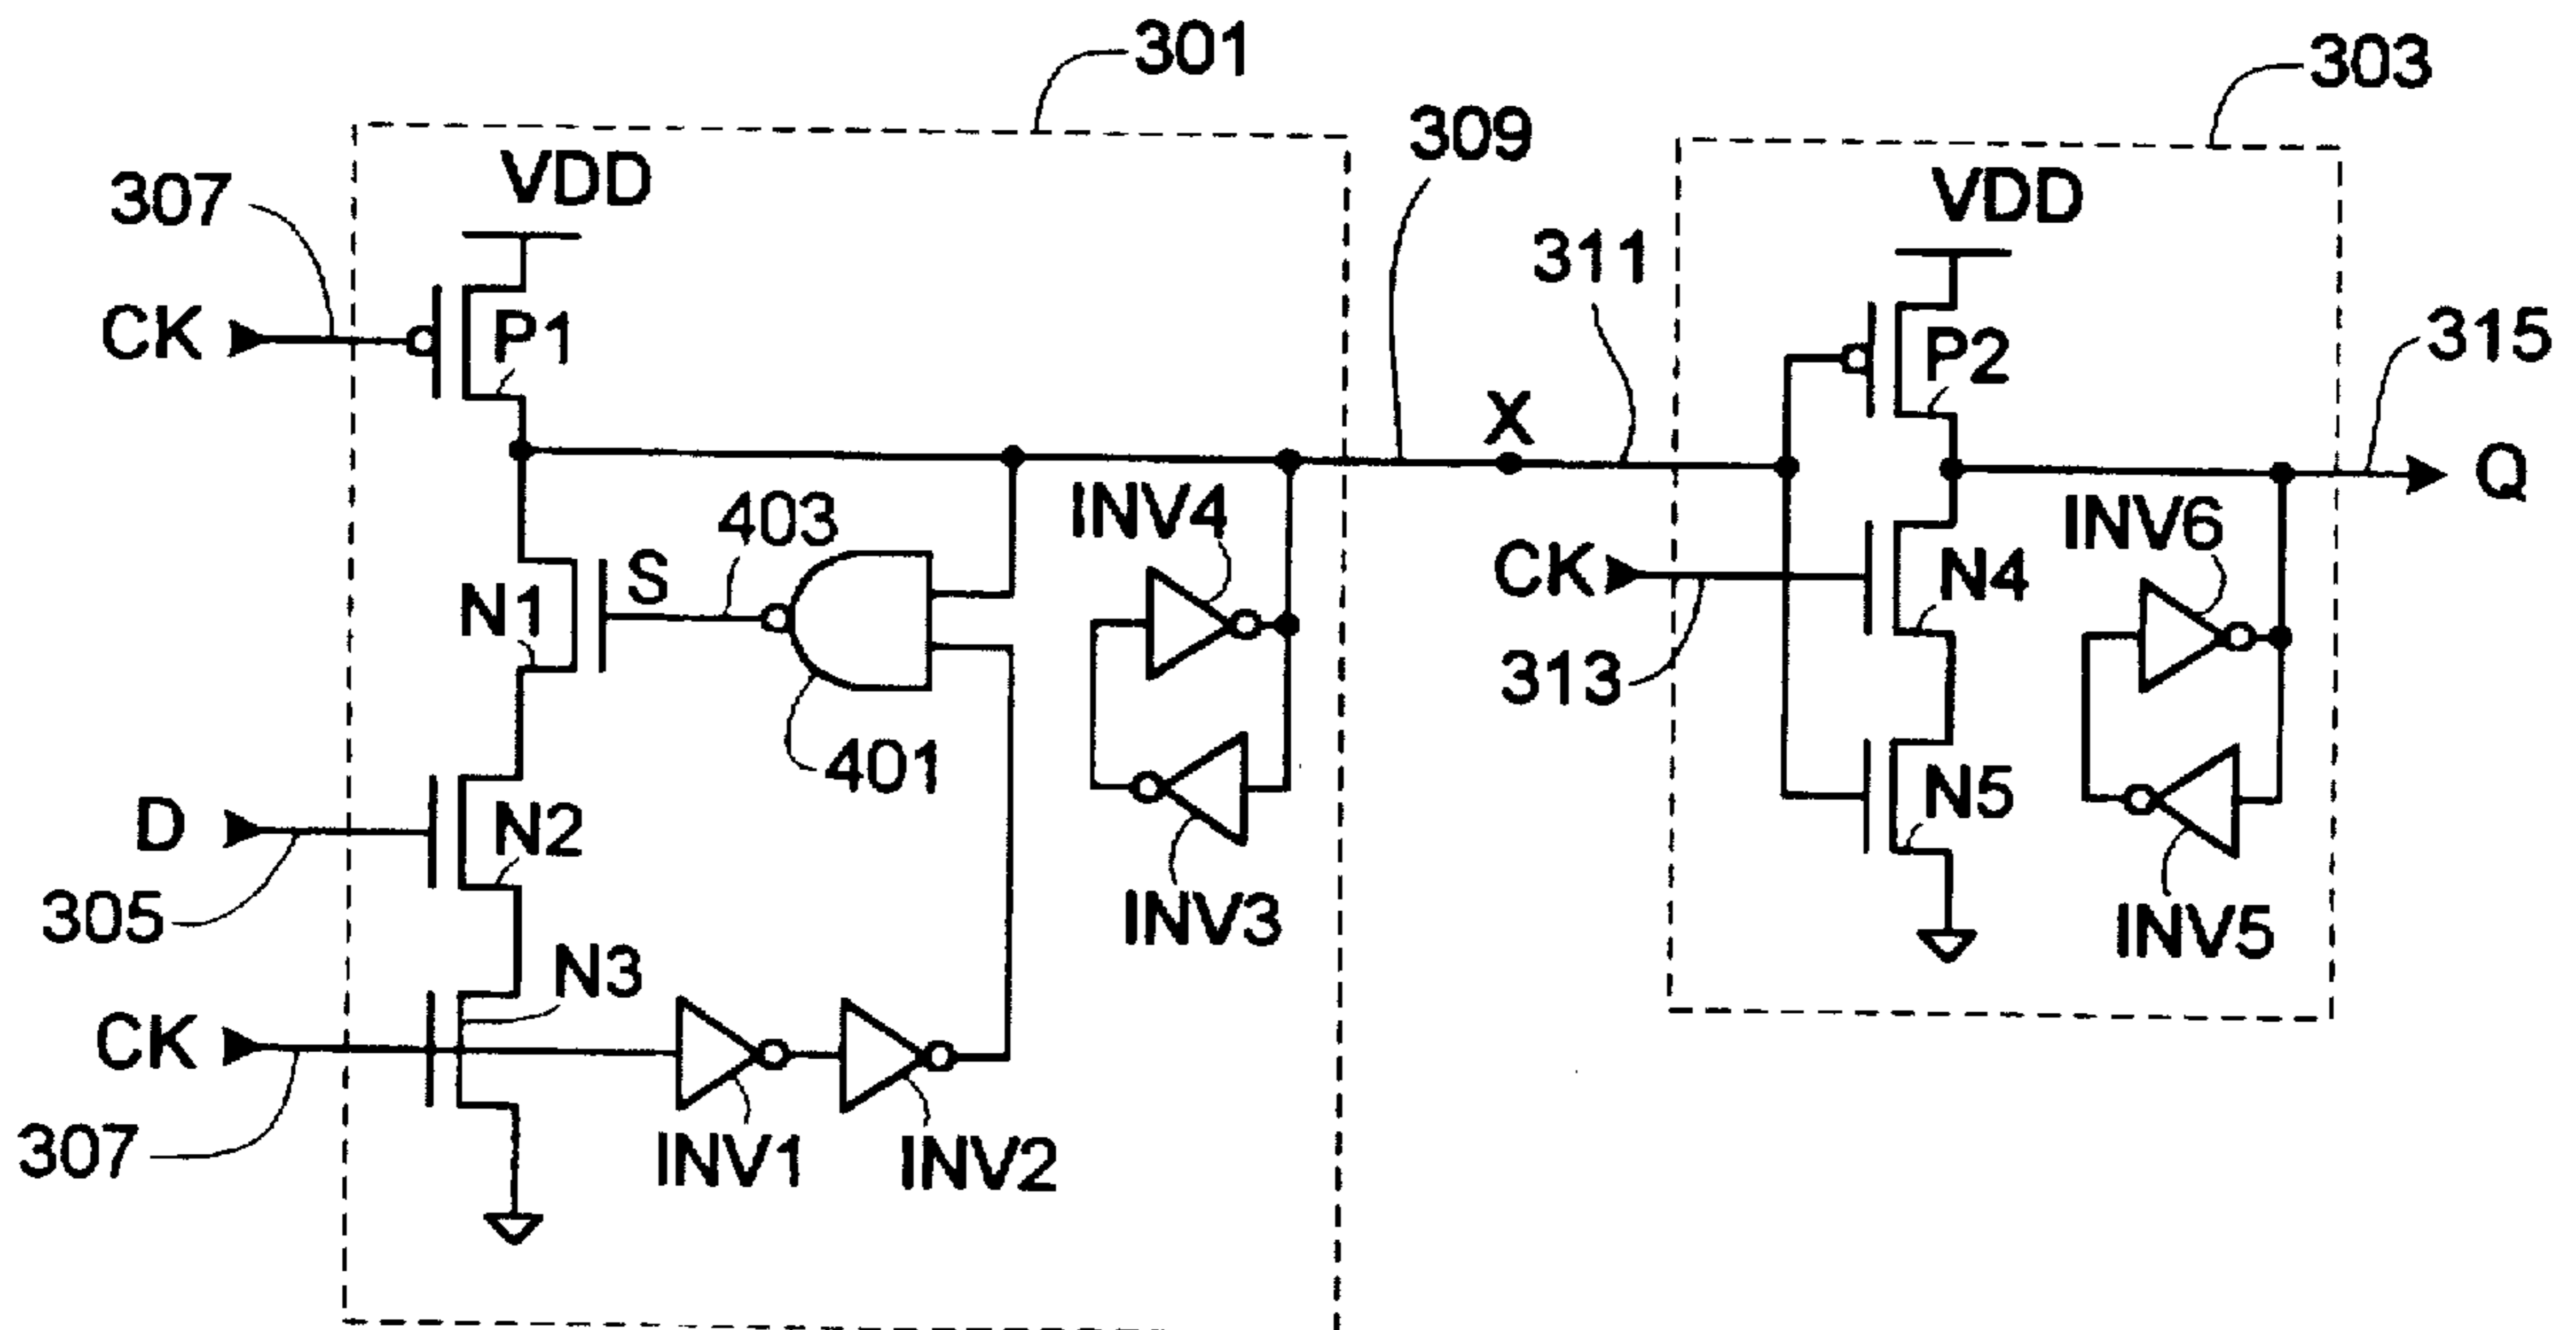 301
303
309
VDD
307
VDD
311
CK
P1
P2
315
X
403
INV4
Q
S
INV6
N1
CK
N4
313
401
D
N2
N5
305
INV3
INV5
N3
CK
INV1
INV2
307